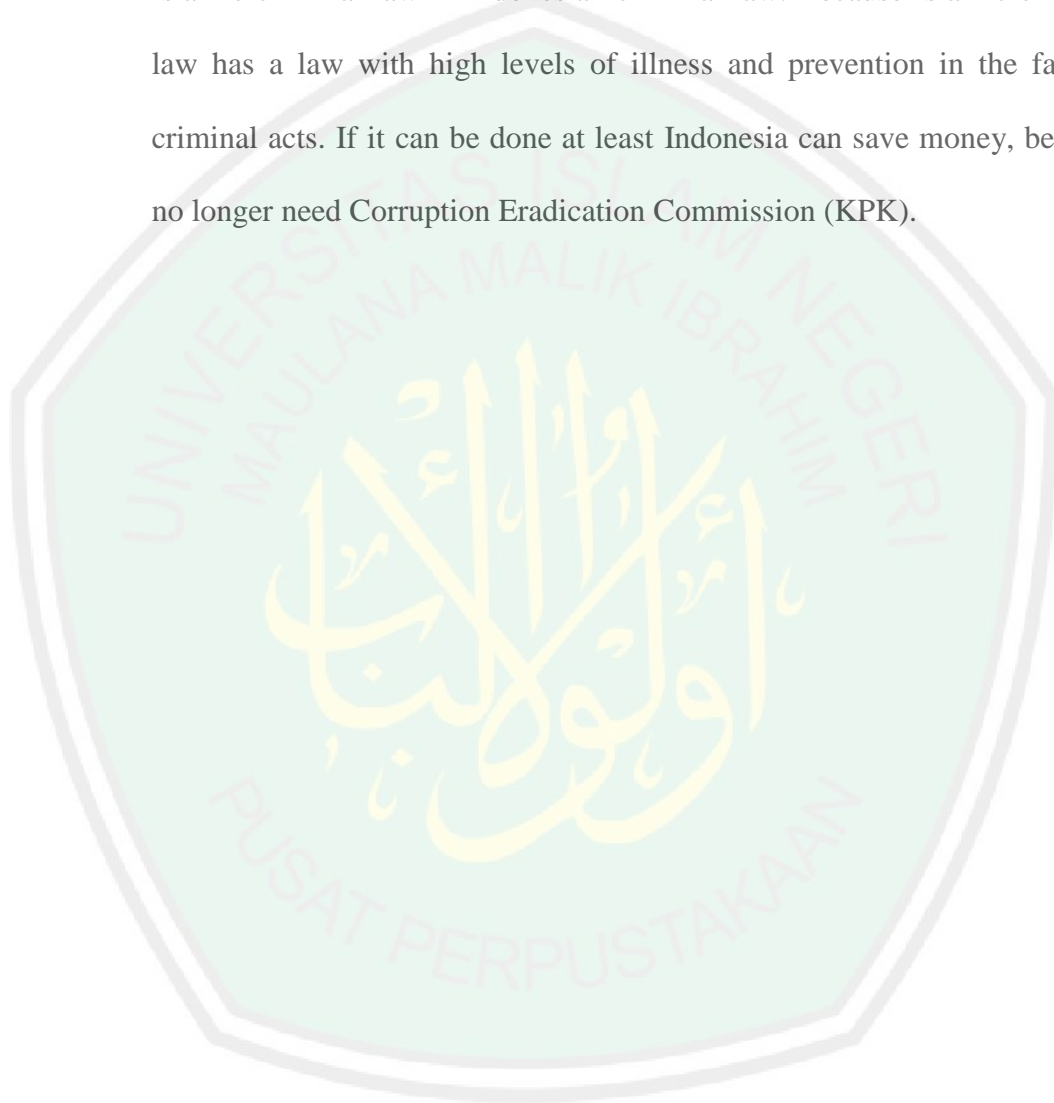 law has a law with high levels of illness and prevention in the fa
criminal acts. If it can be done at least Indonesia can save money, be
no longer need Corruption Eradication Commission (KPK).
UNIVERSITAS ISLAM NEGERI
MAULANA MALIK IBRAHIM
أولوا الألباب
PUSAT PERPUSTAKAAN